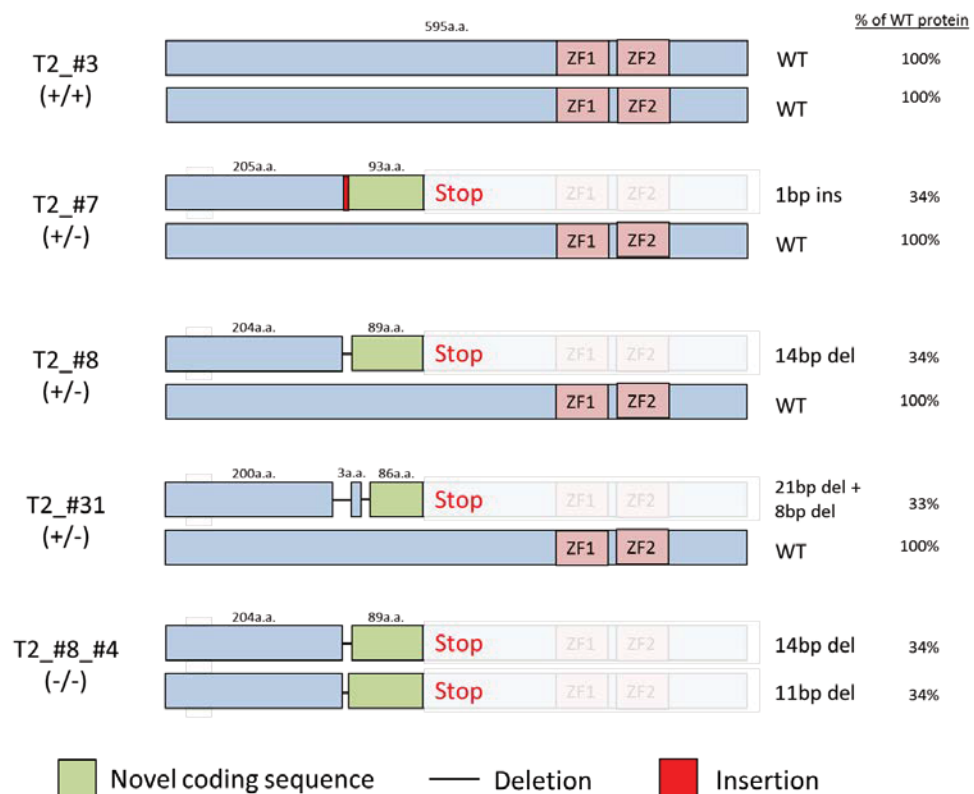 % of WT protein
595a.a.
T2_#3
(+/+)
ZF1 ZF2 WT 100%
ZF1 ZF2 WT 100%
205a.a. 93a.a.
T2_#7
(+/-)
Stop ZF1 ZF2 1bp ins 34%
ZF1 ZF2 WT 100%
204a.a. 89a.a.
T2_#8
(+/-)
Stop ZF1 ZF2 14bp del 34%
ZF1 ZF2 WT 100%
200a.a. 3a.a. 86a.a.
T2_#31
(+/-)
Stop ZF1 ZF2 21bp del +
8bp del 33%
ZF1 ZF2 WT 100%
204a.a. 89a.a.
T2_#8_#4
(-/-)
Stop ZF1 ZF2 14bp del 34%
Stop ZF1 ZF2 11bp del 34%
Novel coding sequence Deletion Insertion